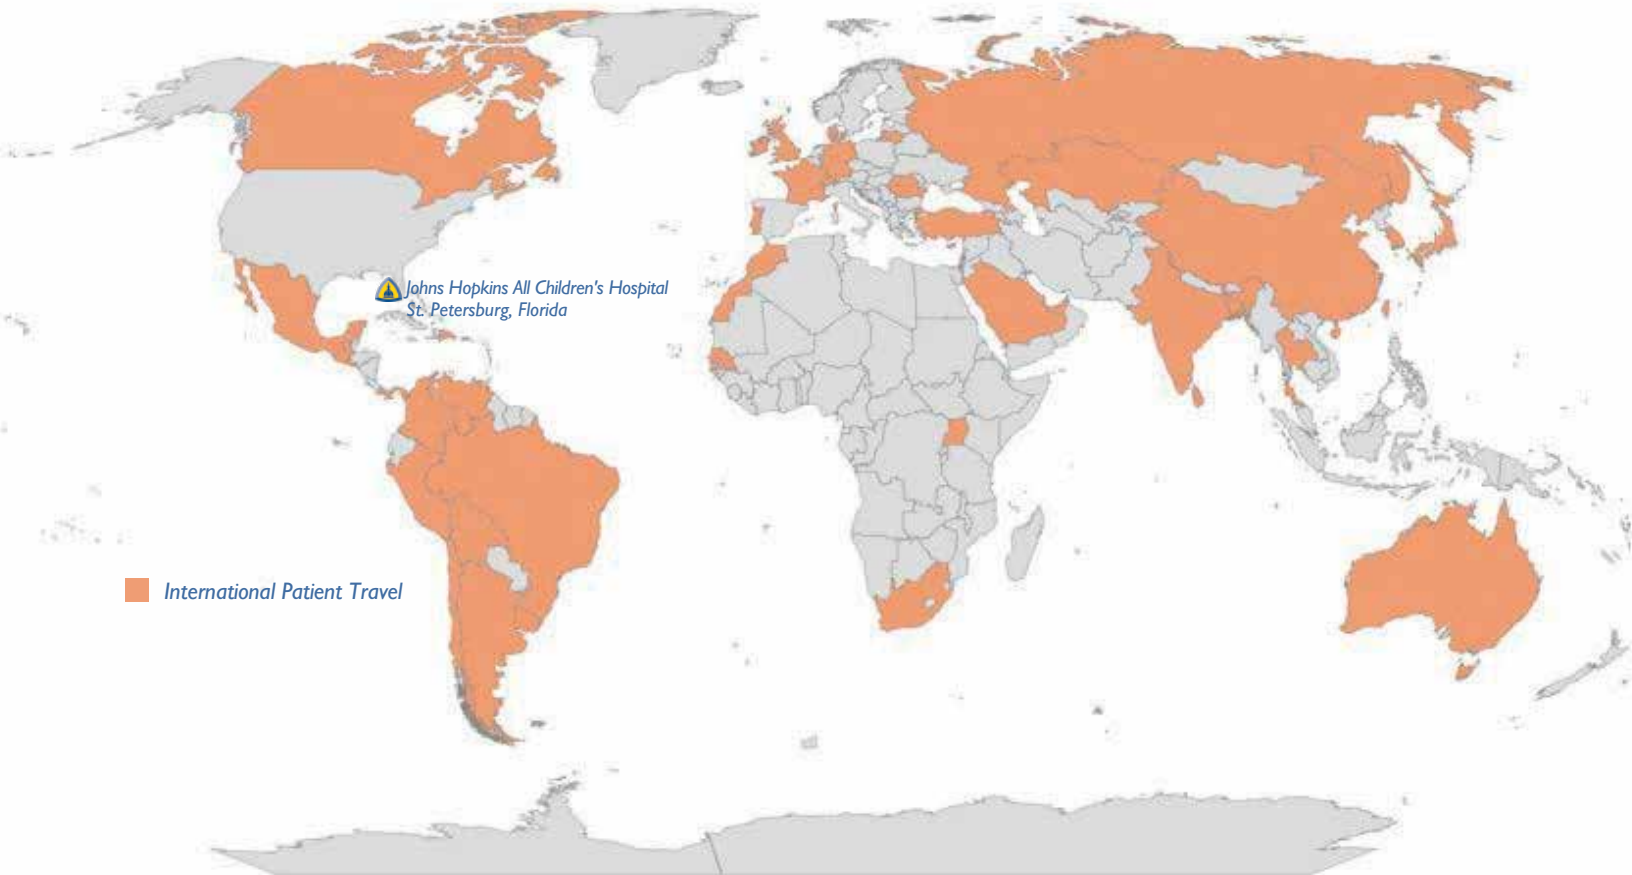 Johns Hopkins All Children's Hospital
St. Petersburg, Florida
International Patient Travel